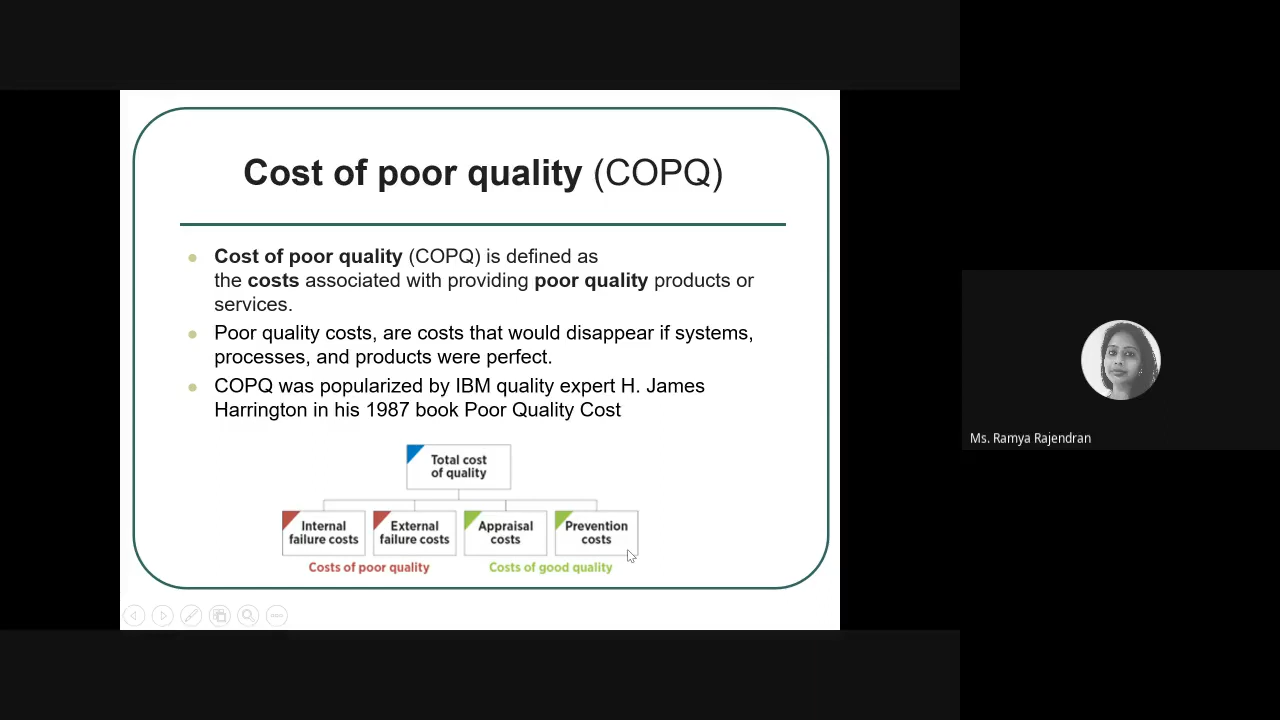 Cost of poor quality (COPQ)
Cost of poor quality (COPQ) is defined as
the costs associated with providing poor quality products or
services.
Poor quality costs, are costs that would disappear if systems,
processes, and products were perfect.
COPQ was popularized by IBM quality expert H. James
Harrington in his 1987 book Poor Quality Cost
Total cost
of quality
Internal
failure costs
External
failure costs
Appraisal
costs
Prevention
costs
Costs of poor quality
Costs of good quality
Ms. Ramya Rajendran